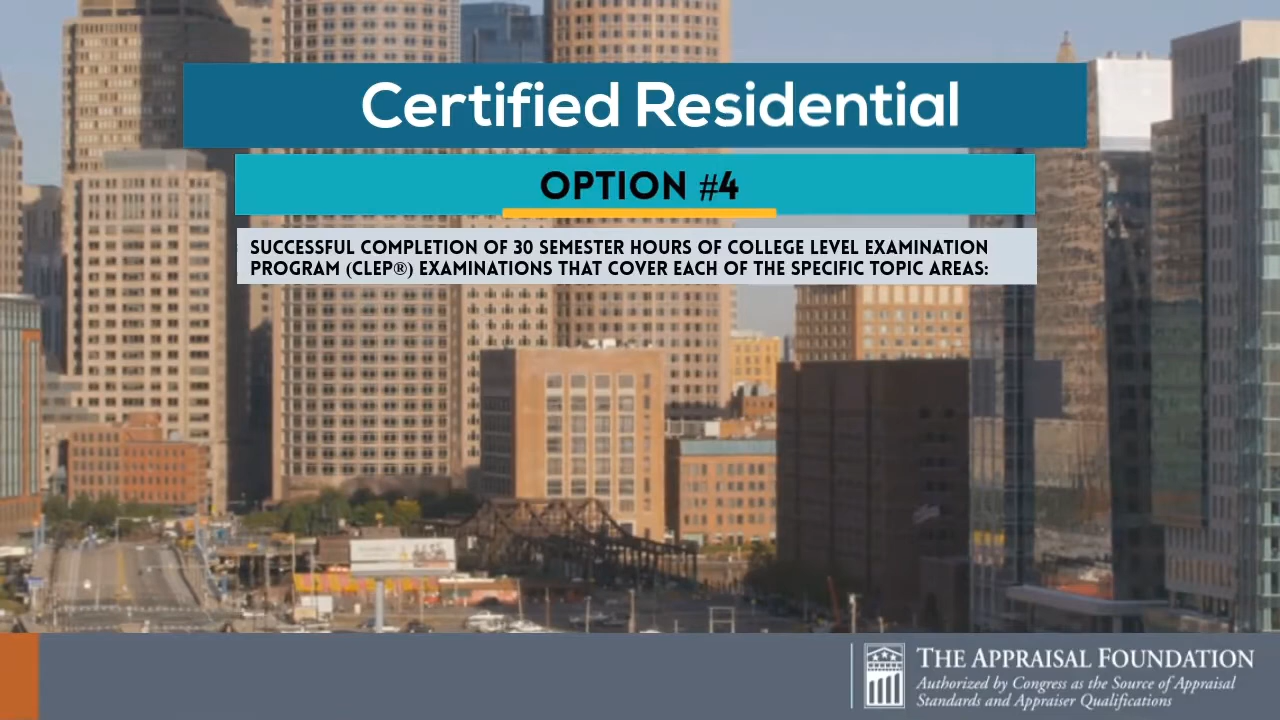 Certified Residential
OPTION #4
SUCCESSFUL COMPLETION OF 30 SEMESTER HOURS OF COLLEGE LEVEL EXAMINATION
PROGRAM (CLEP®) EXAMINATIONS THAT COVER EACH OF THE SPECIFIC TOPIC AREAS:
THE APPRAISAL FOUNDATION
Authorized by Congress as the Source of Appraisal
Standards and Appraiser Qualifications